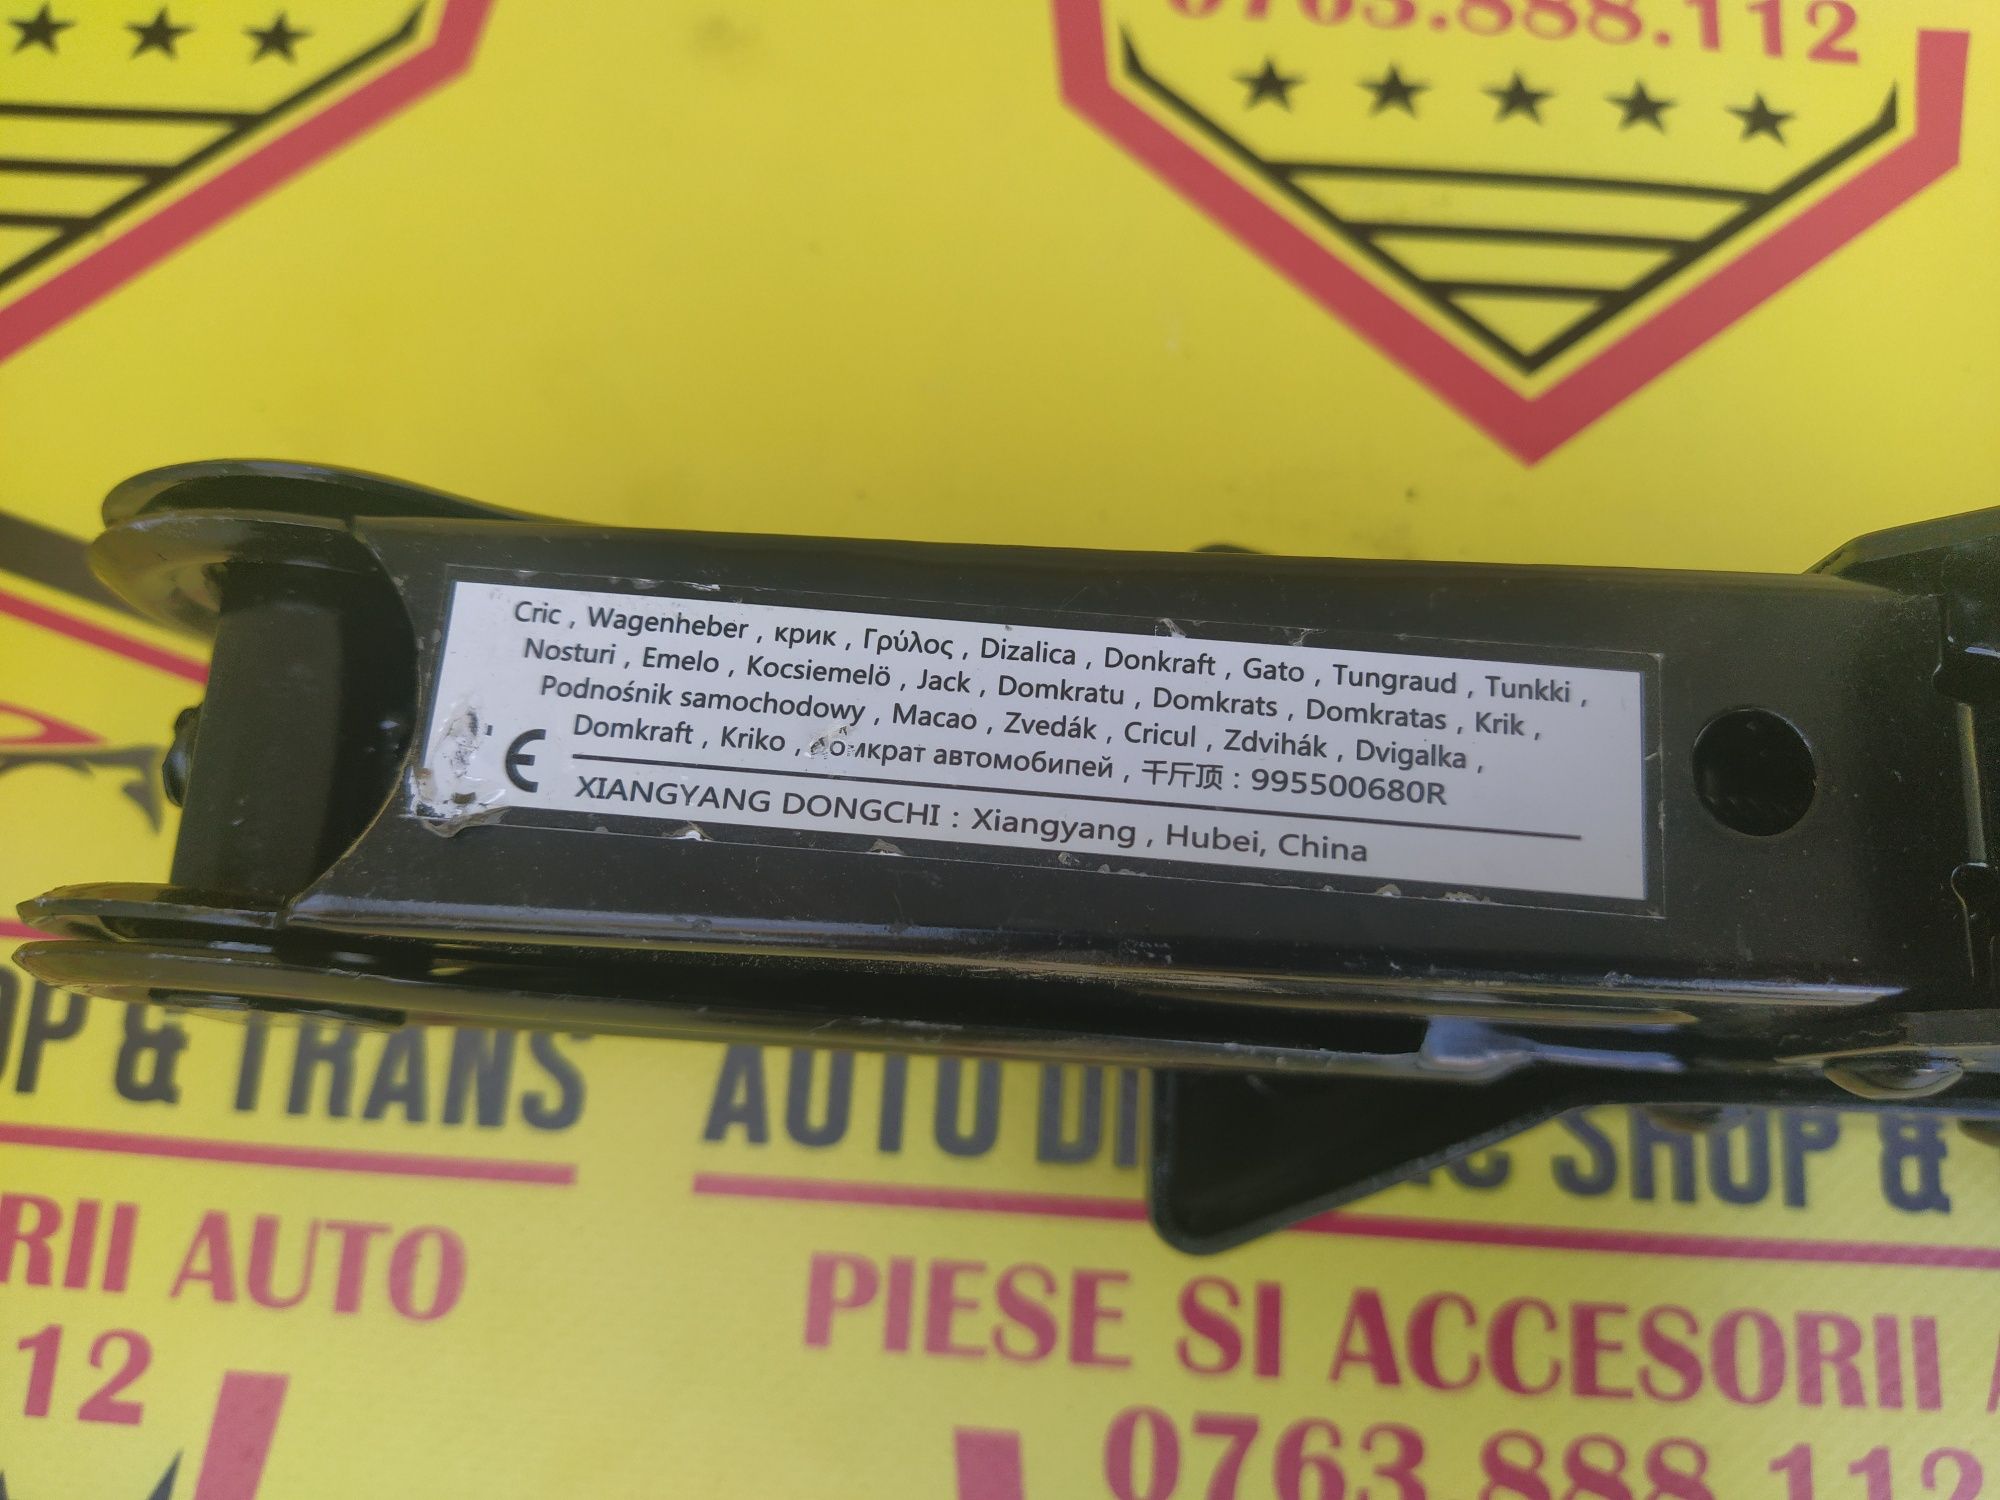 0763.888.112
Cric , Wagenheber , крик , Γρύλος , Dizalica , Donkraft , Gato , Tungraud , Tunkki ,
Nosturi , Emelo , Kocsiemelö , Jack , Domkratu , Domkrats , Domkratas , Krik ,
Podnośnik samochodowy , Macao , Zvedák , Cricul , Zdvihák , Dvigalka ,
Domkraft , Kriko , автомобипей , 千斤顶 : 995500680R
CE
XIANGYANG DONGCHI : Xiangyang , Hubei, China
OP & TRANS
AUTO SHOP &
RII AUTO
PIESE SI ACCESORII
12
0763.888.112